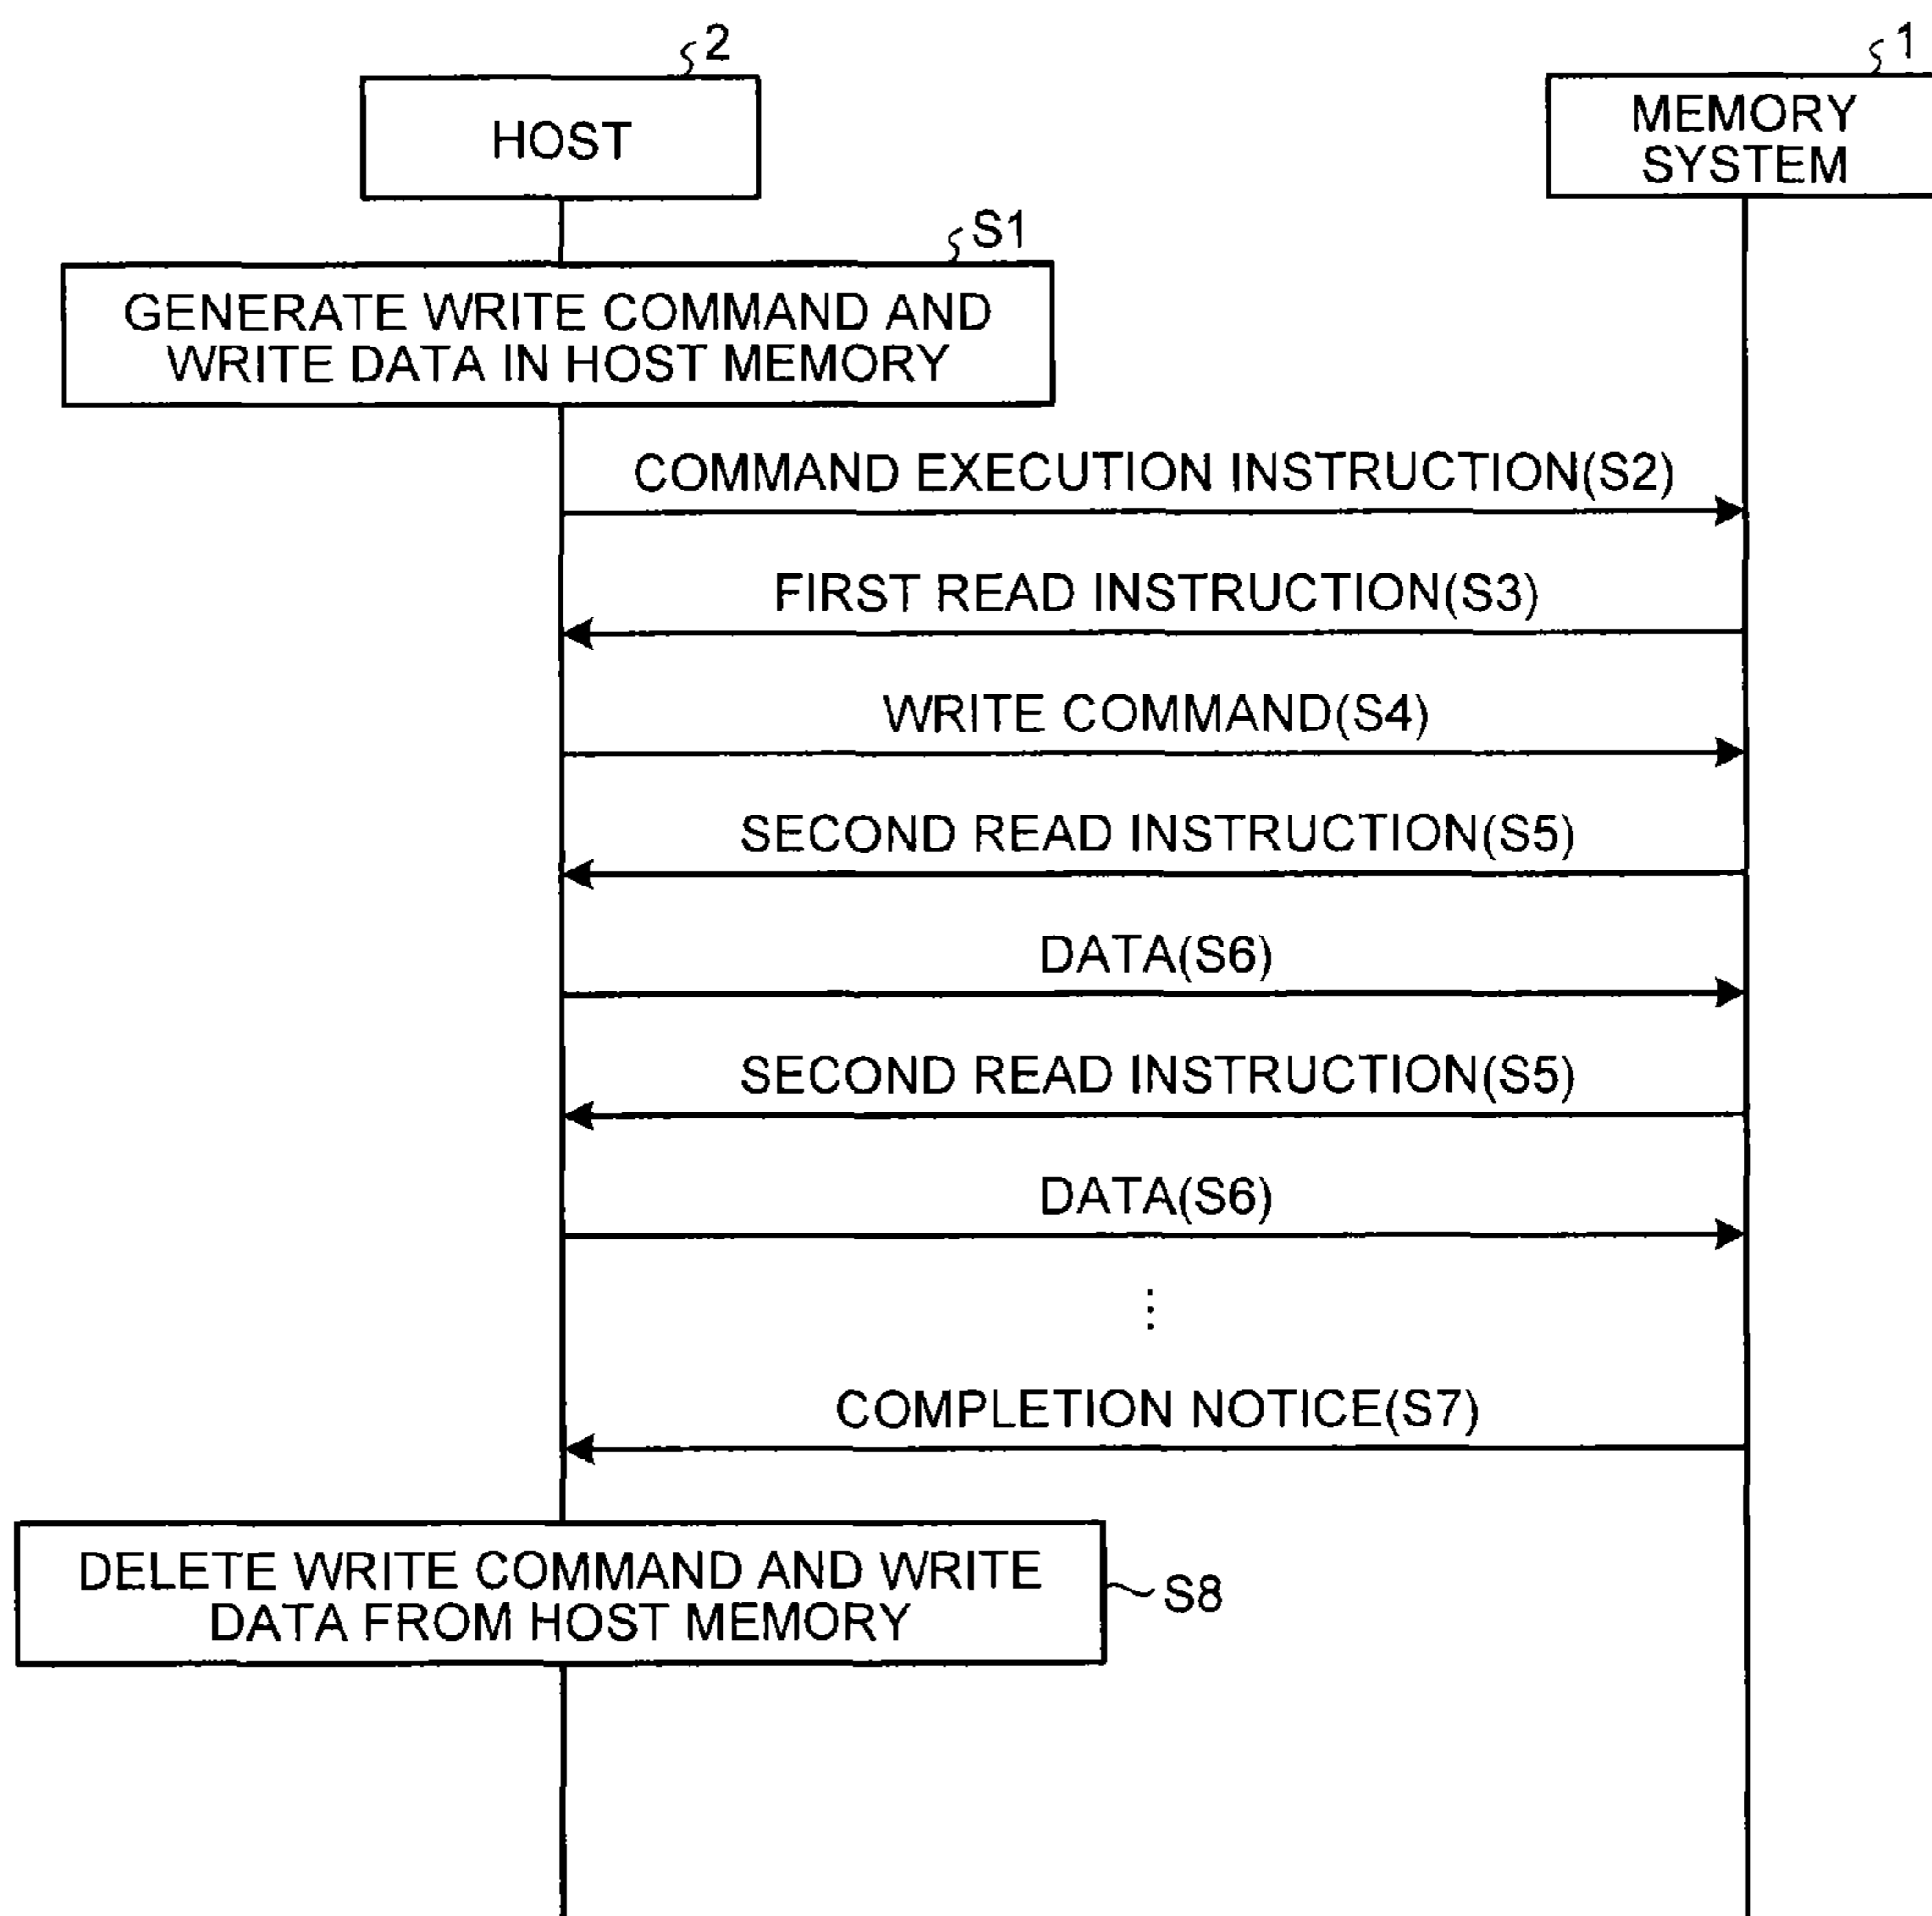 2
1
HOST
MEMORY
SYSTEM
S1
GENERATE WRITE COMMAND AND
WRITE DATA IN HOST MEMORY
COMMAND EXECUTION INSTRUCTION(S2)
FIRST READ INSTRUCTION(S3)
WRITE COMMAND(S4)
SECOND READ INSTRUCTION(S5)
DATA(S6)
SECOND READ INSTRUCTION(S5)
DATA(S6)
⋮
COMPLETION NOTICE(S7)
DELETE WRITE COMMAND AND WRITE
DATA FROM HOST MEMORY
S8